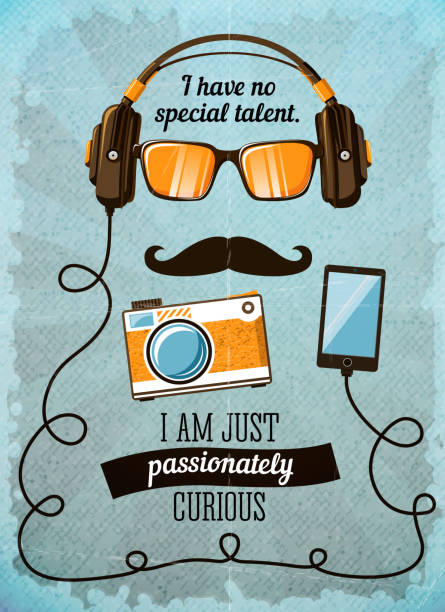 I have no
special talent.
I AM JUST
passionately
CURIOUS